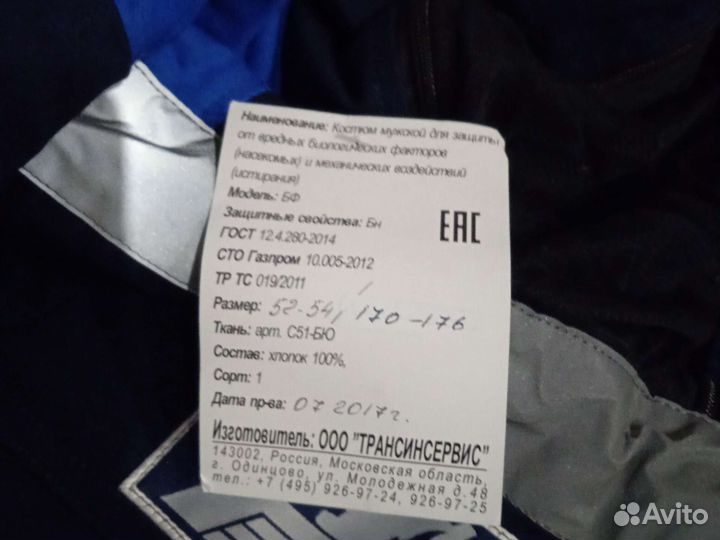 Наименование: Костюм мужской для защиты
от вредных биологических факторов
(насекомых) и механических воздействий
(истирания)
Модель: БФ
Защитные свойства: Бн
ГОСТ 12.4.280-2014
СТО Газпром 10.005-2012
ТР ТС 019/2011
EAC
Размер: 52-54, 170-176
Ткань: арт. С51-БЮ
Состав: хлопок 100%,
Сорт: 1
Дата пр-ва: 07 2017г.
Изготовитель: ООО "ТРАНСИНСЕРВИС"
143002, Россия, Московская область,
г. Одинцово, ул. Молодежная д.48
тел.: +7 (495) 926-97-24, 926-97-25
Avito